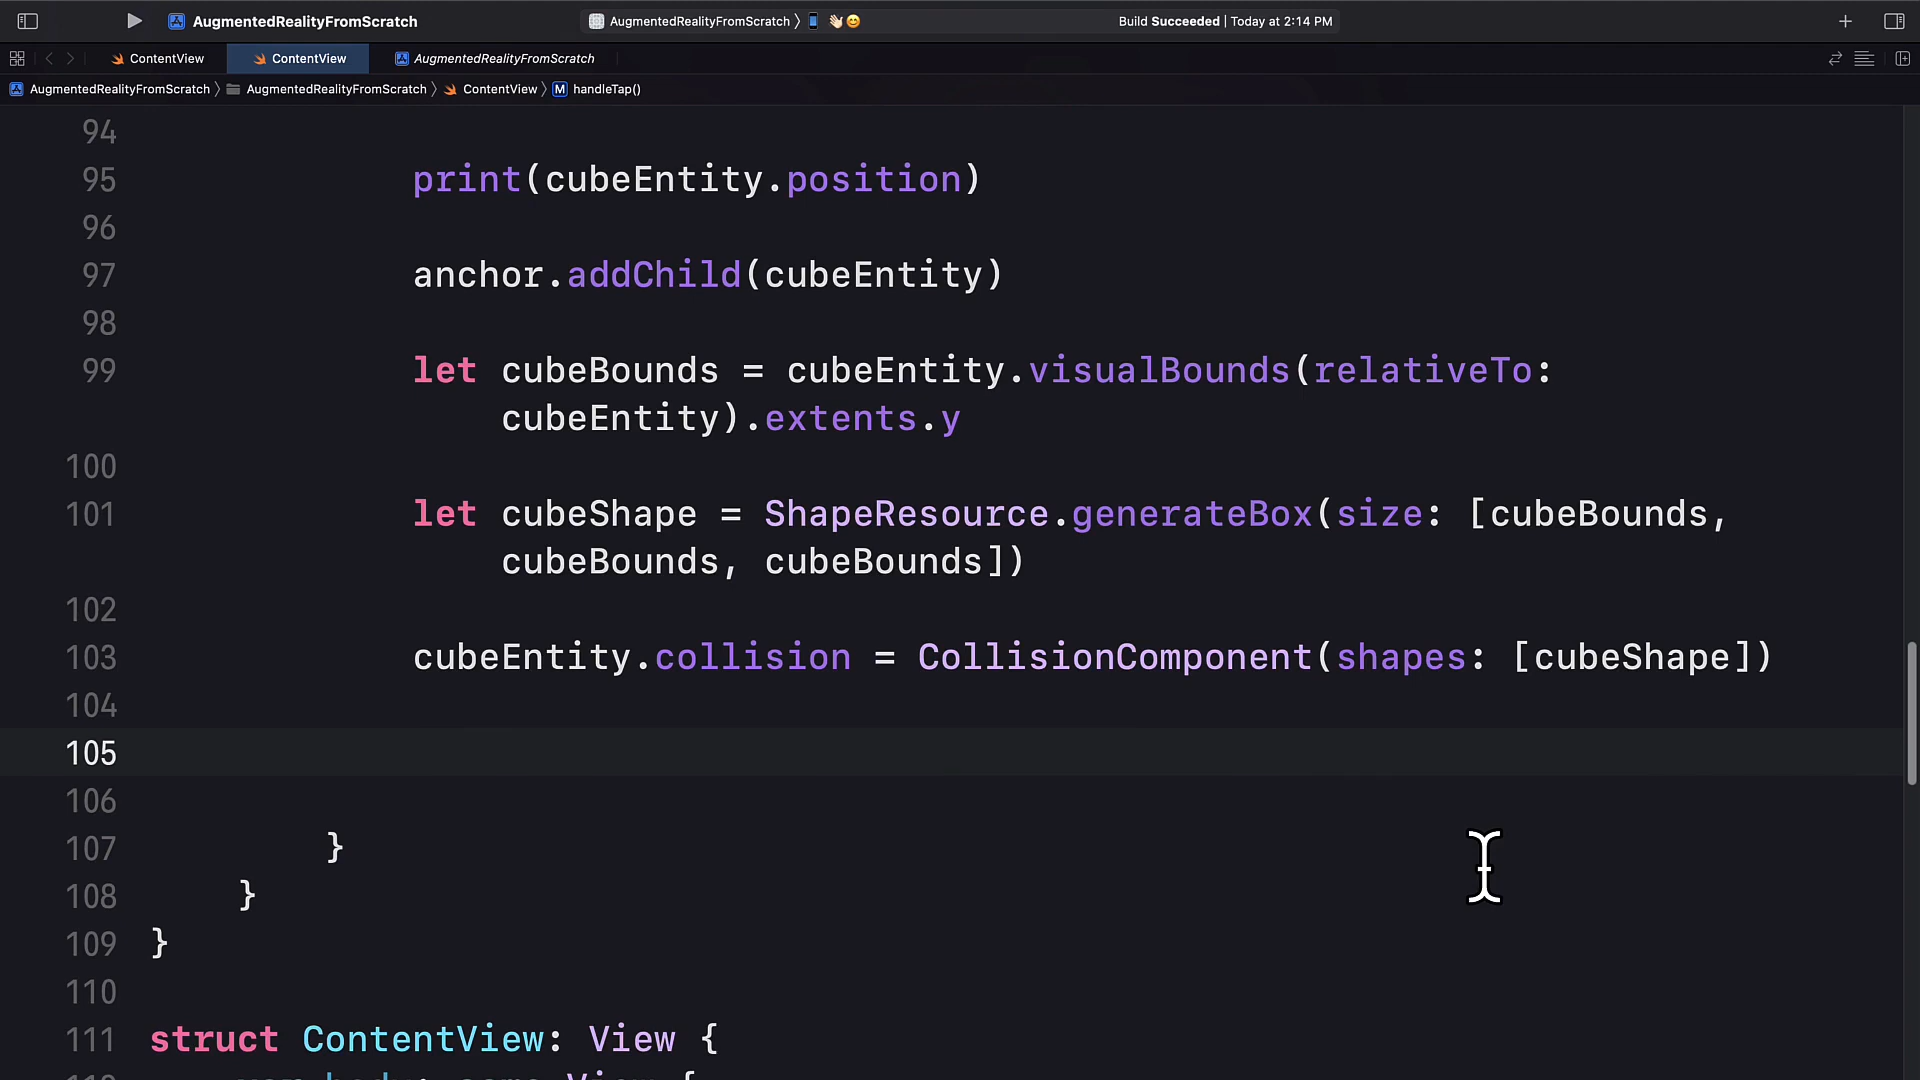 AugmentedRealityFromScratch
AugmentedRealityFromScratch 〉 👋🏻😊 Build Succeeded | Today at 2:14 PM
ContentView ContentView AugmentedRealityFromScratch
AugmentedRealityFromScratch 〉 AugmentedRealityFromScratch 〉 ContentView 〉 M handleTap()
94
95 print(cubeEntity.position)
96
97 anchor.addChild(cubeEntity)
98
99 let cubeBounds = cubeEntity.visualBounds(relativeTo:
cubeEntity).extents.y
100
101 let cubeShape = ShapeResource.generateBox(size: [cubeBounds,
cubeBounds, cubeBounds])
102
103 cubeEntity.collision = CollisionComponent(shapes: [cubeShape])
104
105
106
107 }
108 }
109 }
110
111 struct ContentView: View {